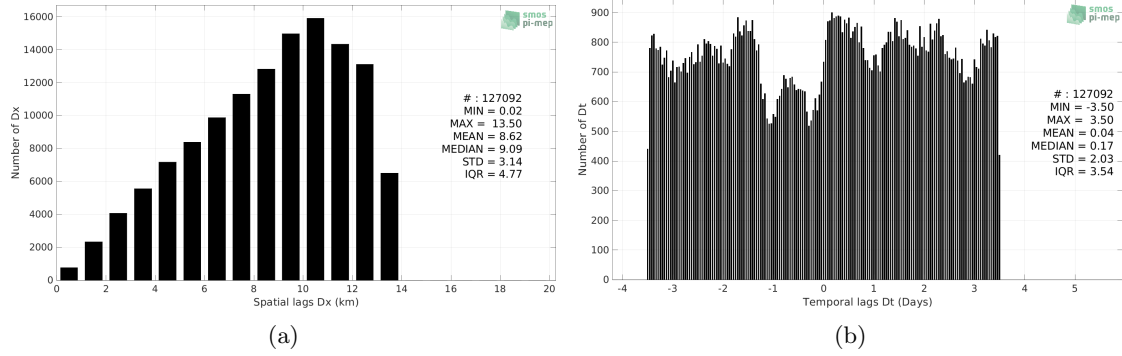 16000
14000
12000
10000
8000
6000
4000
2000
0
Number of Dx
smos
pi-mep
# : 127092
MIN = 0.02
MAX = 13.50
MEAN = 8.62
MEDIAN = 9.09
STD = 3.14
IQR = 4.77
0 2 4 6 8 10 12 14 16 18 20
Spatial lags Dx (km)
(a)
900
800
700
600
500
400
300
200
100
0
Number of Dt
smos
pi-mep
# : 127092
MIN = -3.50
MAX = 3.50
MEAN = 0.04
MEDIAN = 0.17
STD = 2.03
IQR = 3.54
-4 -3 -2 -1 0 1 2 3 4 5
Temporal lags Dt (Days)
(b)